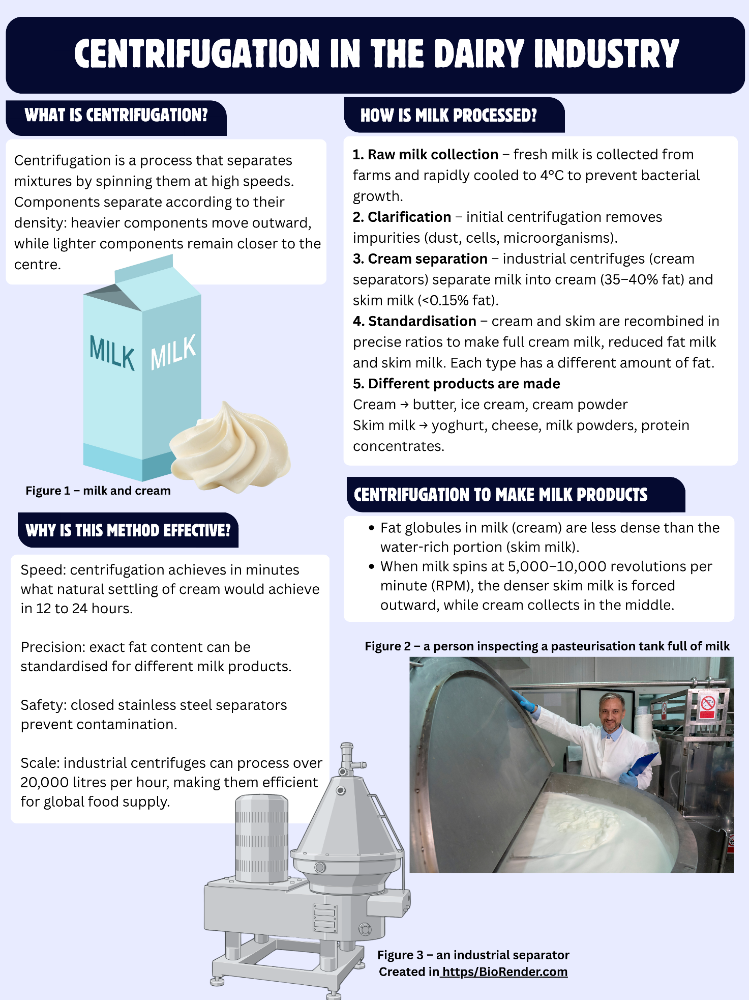 CENTRIFUGATION IN THE DAIRY INDUSTRY
WHAT IS CENTRIFUGATION?
Centrifugation is a process that separates
mixtures by spinning them at high speeds.
Components separate according to their
density: heavier components move outward,
while lighter components remain closer to the
centre.
MILK MILK
Figure 1 – milk and cream
WHY IS THIS METHOD EFFECTIVE?
Speed: centrifugation achieves in minutes
what natural settling of cream would achieve
in 12 to 24 hours.
Precision: exact fat content can be
standardised for different milk products.
Safety: closed stainless steel separators
prevent contamination.
Scale: industrial centrifuges can process over
20,000 litres per hour, making them efficient
for global food supply.
HOW IS MILK PROCESSED?
1. Raw milk collection – fresh milk is collected from
farms and rapidly cooled to 4°C to prevent bacterial
growth.
2. Clarification – initial centrifugation removes
impurities (dust, cells, microorganisms).
3. Cream separation – industrial centrifuges (cream
separators) separate milk into cream (35–40% fat) and
skim milk (<0.15% fat).
4. Standardisation – cream and skim are recombined in
precise ratios to make full cream milk, reduced fat milk
and skim milk. Each type has a different amount of fat.
5. Different products are made
Cream → butter, ice cream, cream powder
Skim milk → yoghurt, cheese, milk powders, protein
concentrates.
CENTRIFUGATION TO MAKE MILK PRODUCTS
• Fat globules in milk (cream) are less dense than the
water-rich portion (skim milk).
• When milk spins at 5,000–10,000 revolutions per
minute (RPM), the denser skim milk is forced
outward, while cream collects in the middle.
Figure 2 – a person inspecting a pasteurisation tank full of milk
Figure 3 – an industrial separator
Created in https/BioRender.com